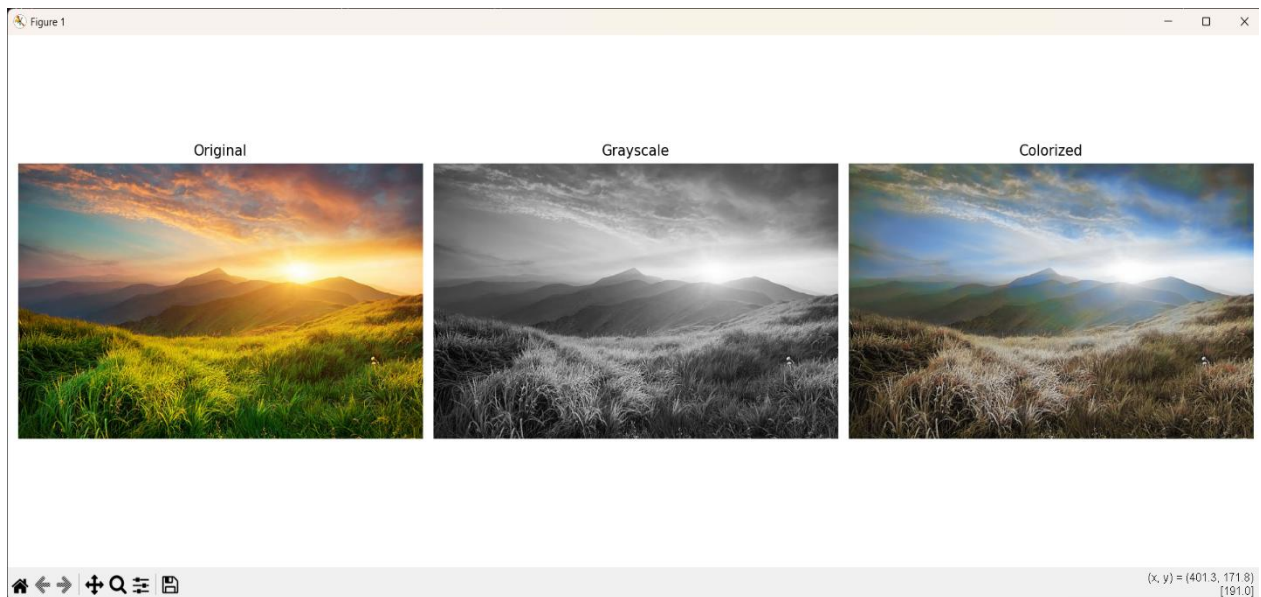 Figure 1
Original
Grayscale
Colorized
(x, y) = (401.3, 171.8)
[191.0]